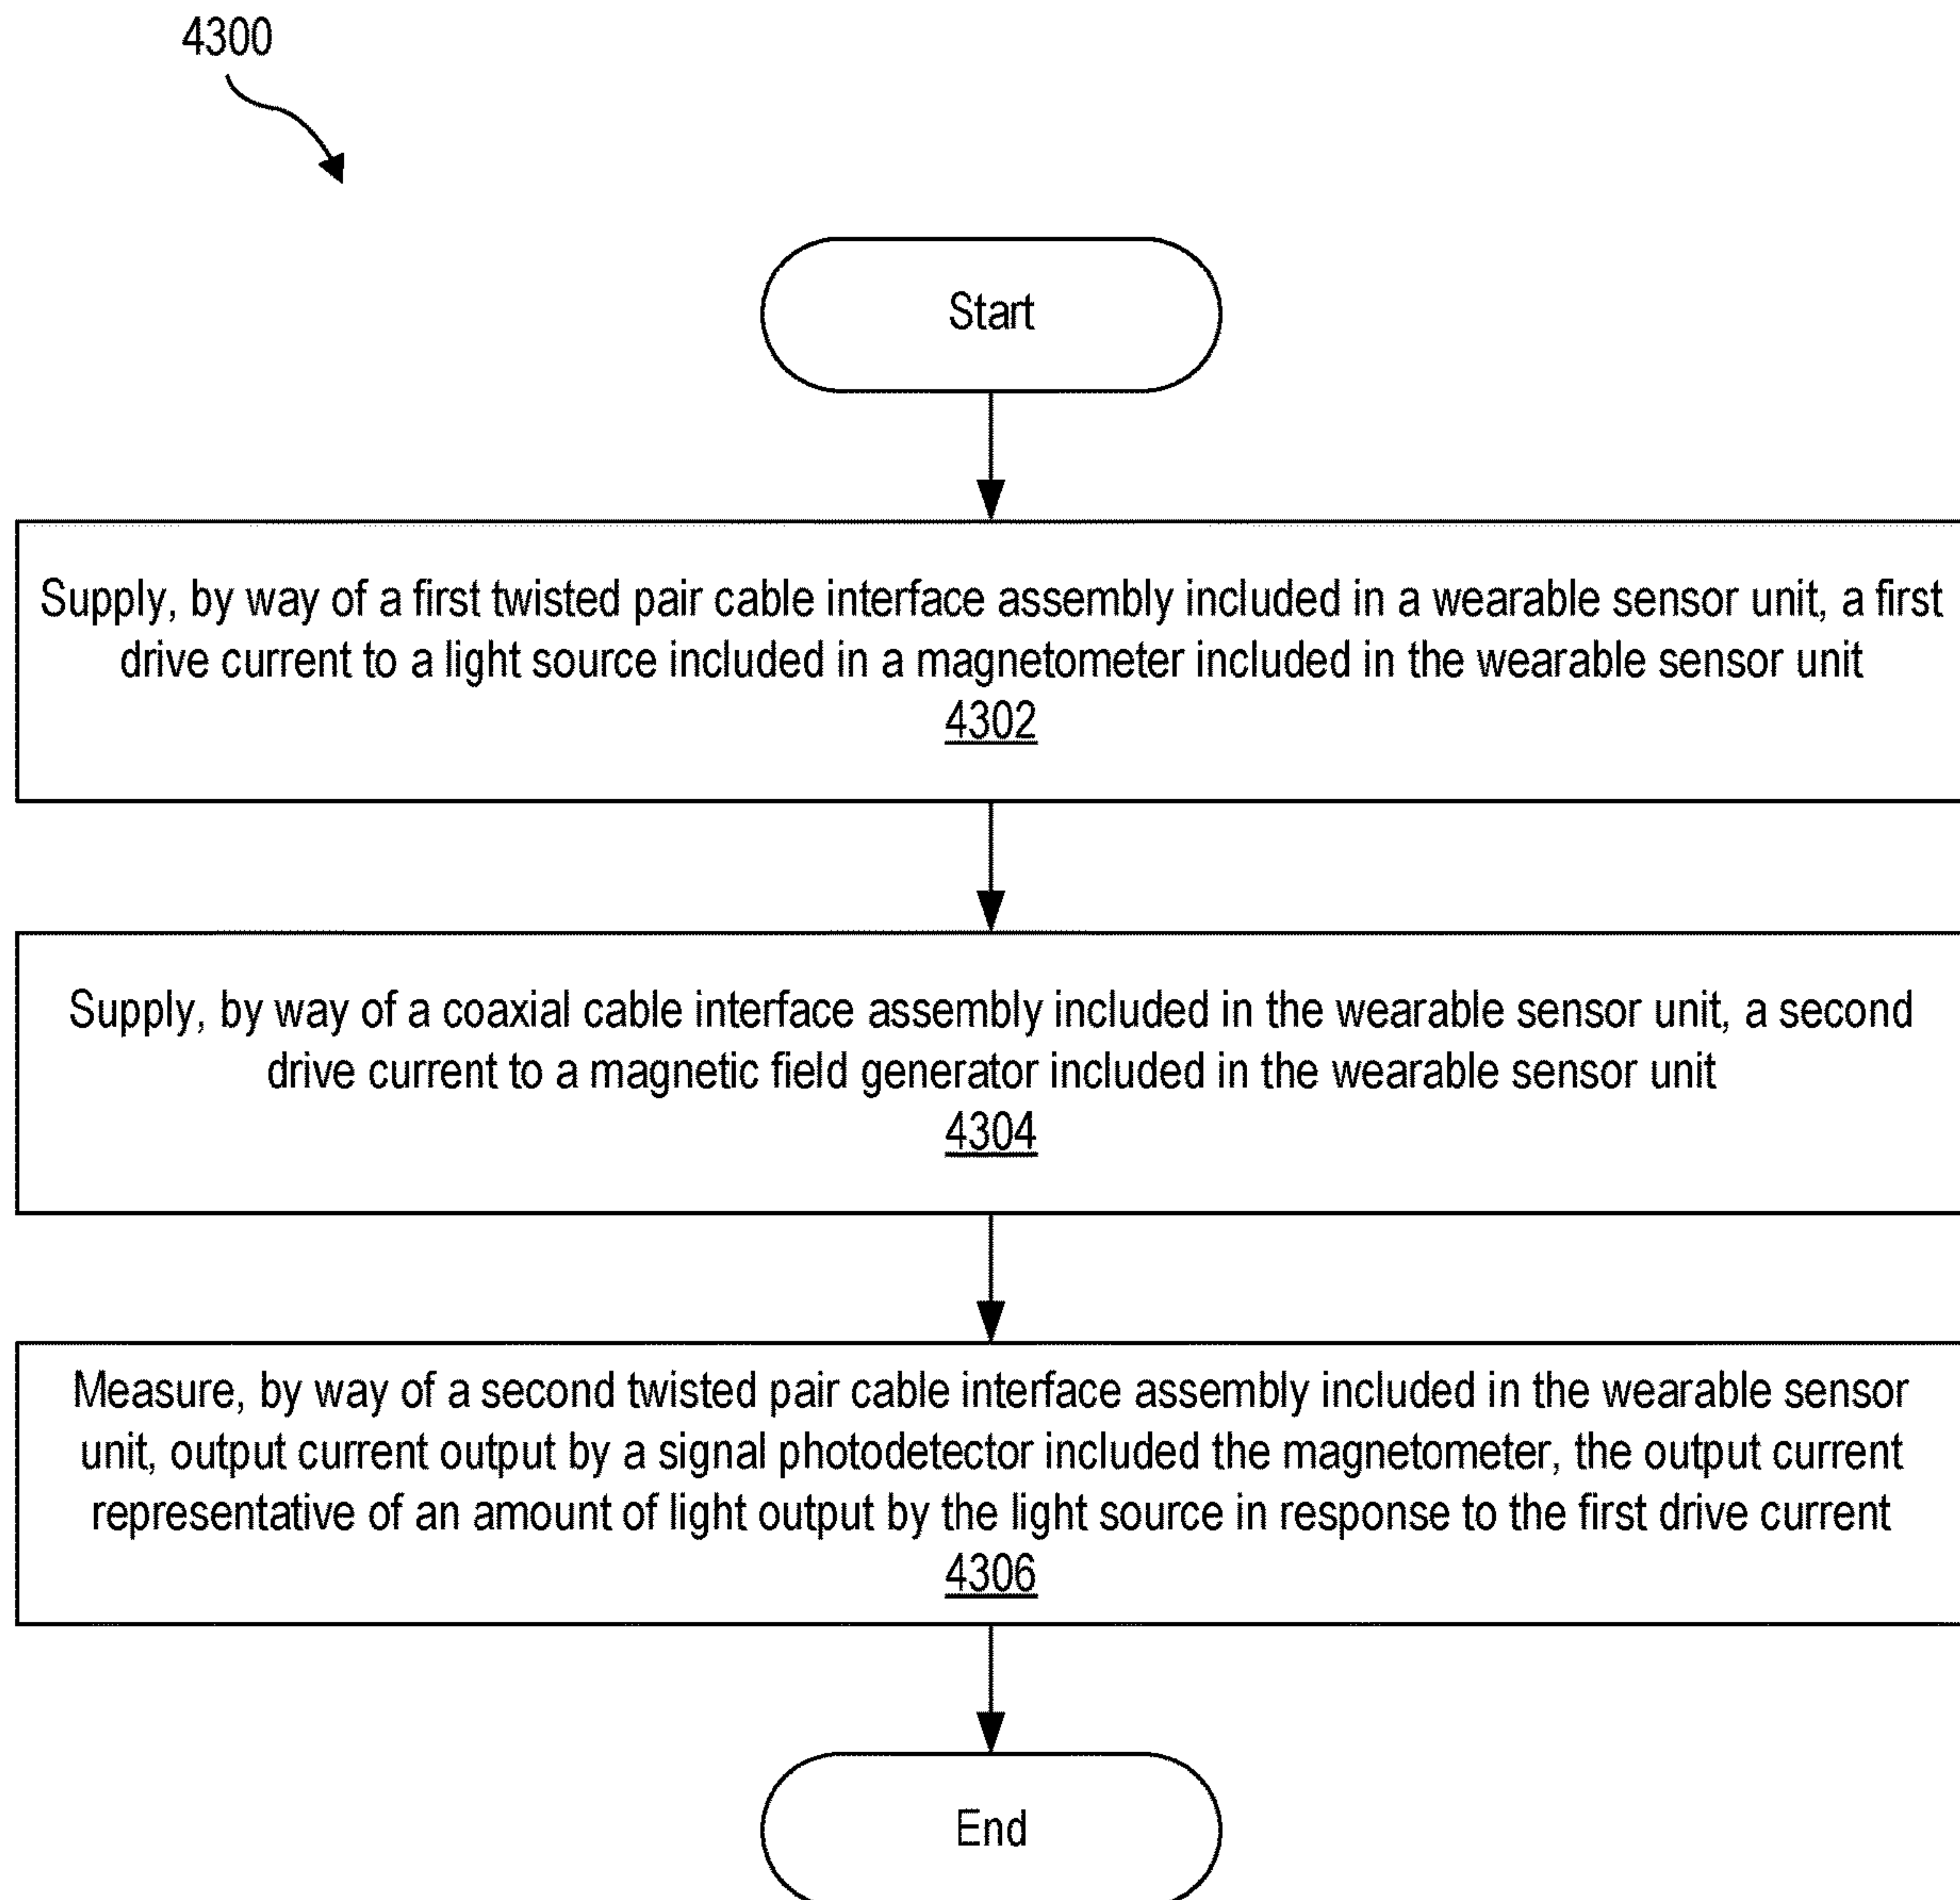 4300
Start
Supply, by way of a first twisted pair cable interface assembly included in a wearable sensor unit, a first
drive current to a light source included in a magnetometer included in the wearable sensor unit
4302
Supply, by way of a coaxial cable interface assembly included in the wearable sensor unit, a second
drive current to a magnetic field generator included in the wearable sensor unit
4304
Measure, by way of a second twisted pair cable interface assembly included in the wearable sensor
unit, output current output by a signal photodetector included the magnetometer, the output current
representative of an amount of light output by the light source in response to the first drive current
4306
End